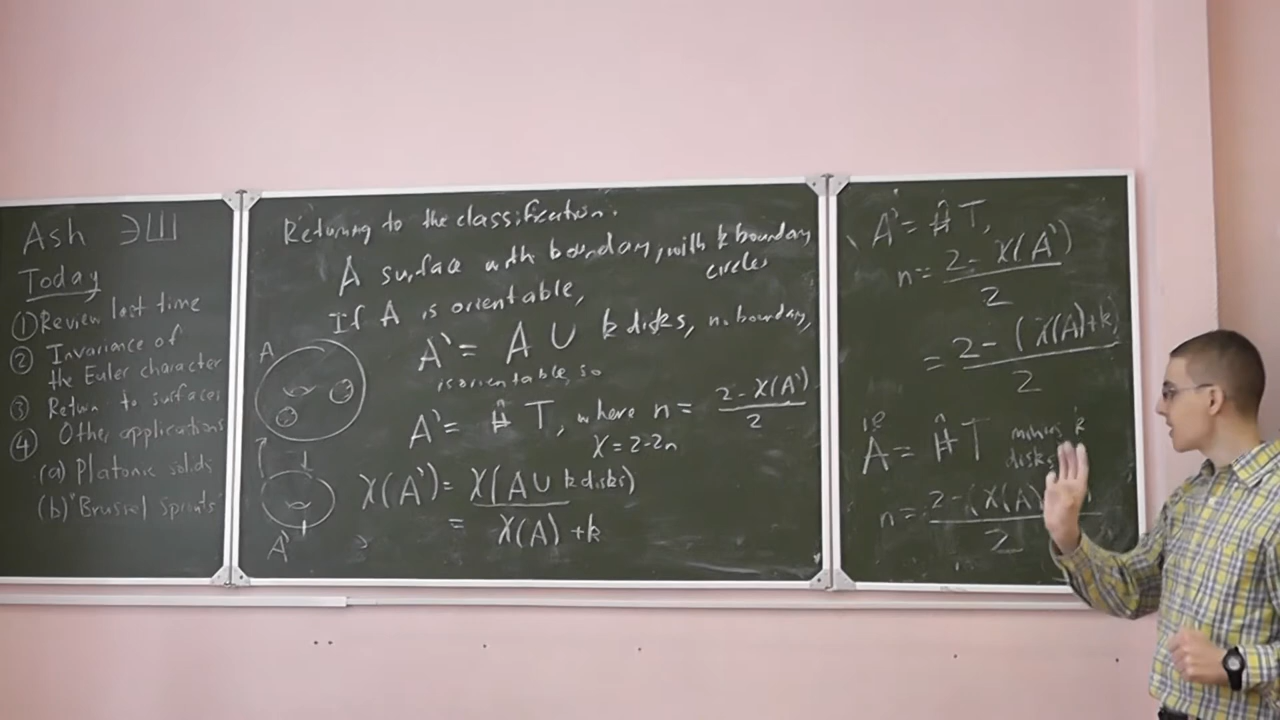 Ash ЭШ
Today
① Review last time
② Invariance of
the Euler character
③ Return to surfaces
④ Other applications
(a) Platonic solids
(b) "Brussel sprouts"
Returning to the classification.
A surface with boundary, with k boundary
circles
If A is orientable,
A' = A ∪ k disks, no boundary,
is orientable, so
A' = #ⁿ T, where n = (2 - χ(A'))/2
χ = 2-2n
χ(A') = χ(A ∪ k disks)
= χ(A) + k
A
A'
A' = #ⁿ T,
n = (2 - χ(A'))/2
= (2 - (χ(A)+k))/2
A = #ⁿ T minus k
disks
n = (2 - (χ(A)
2